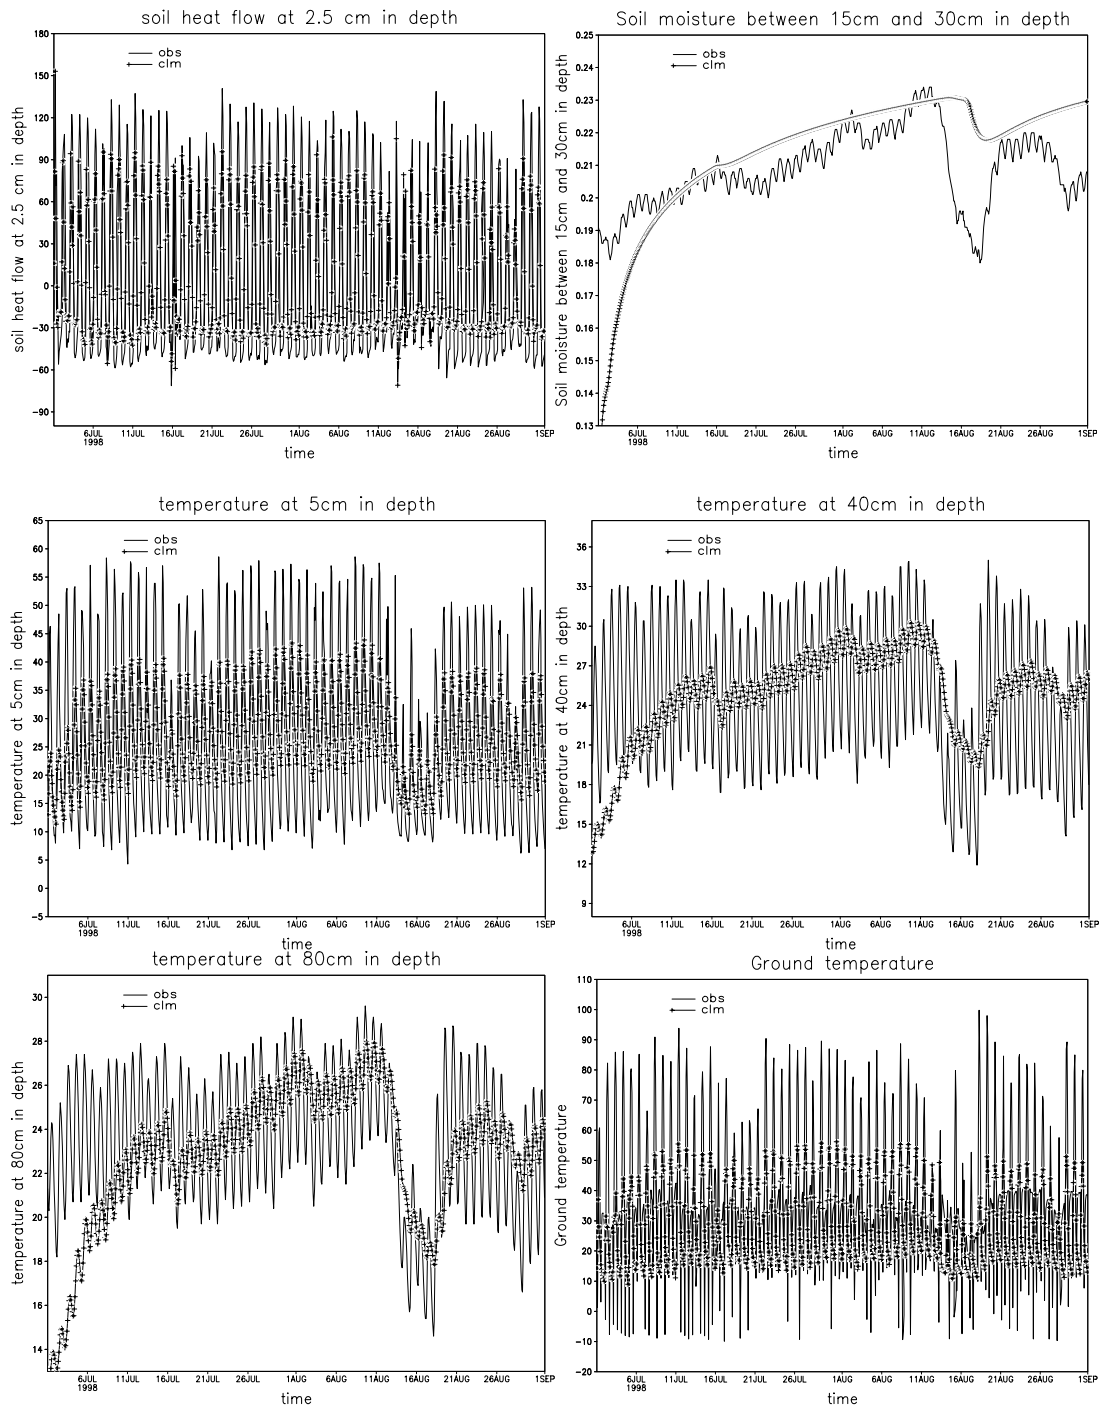 soil heat flow at 2.5 cm in depth
soil heat flow at 2.5 cm in depth
180
150
120
90
60
30
0
−30
−60
−90
obs
clm
6JUL 11JUL 16JUL 21JUL 26JUL 1AUG 6AUG 11AUG 16AUG 21AUG 26AUG 1SEP
1998
time
Soil moisture between 15cm and 30cm in depth
Soil moisture between 15cm and 30cm in depth
0.25
0.24
0.23
0.22
0.21
0.2
0.19
0.18
0.17
0.16
0.15
0.14
0.13
obs
clm
6JUL 11JUL 16JUL 21JUL 26JUL 1AUG 6AUG 11AUG 16AUG 21AUG 26AUG 1SEP
1998
time
temperature at 5cm in depth
temperature at 5cm in depth
65
60
55
50
45
40
35
30
25
20
15
10
5
0
−5
obs
clm
6JUL 11JUL 16JUL 21JUL 26JUL 1AUG 6AUG 11AUG 16AUG 21AUG 26AUG 1SEP
1998
time
temperature at 40cm in depth
temperature at 40cm in depth
36
33
30
27
24
21
18
15
12
9
obs
clm
6JUL 11JUL 16JUL 21JUL 26JUL 1AUG 6AUG 11AUG 16AUG 21AUG 26AUG 1SEP
1998
time
temperature at 80cm in depth
temperature at 80cm in depth
30
28
26
24
22
20
18
16
14
obs
clm
6JUL 11JUL 16JUL 21JUL 26JUL 1AUG 6AUG 11AUG 16AUG 21AUG 26AUG 1SEP
1998
time
Ground temperature
Ground temperature
110
100
90
80
70
60
50
40
30
20
10
0
−10
−20
obs
clm
6JUL 11JUL 16JUL 21JUL 26JUL 1AUG 6AUG 11AUG 16AUG 21AUG 26AUG 1SEP
1998
time